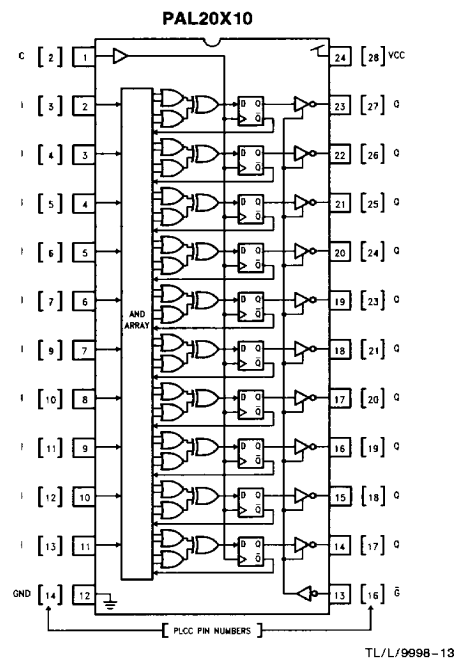 PAL20X10
C [2] 1 24 [28] VCC
I [3] 2 D Q Q̅ 23 [27] Q
I [4] 3 D Q Q̅ 22 [26] Q
I [5] 4 D Q Q̅ 21 [25] Q
I [6] 5 D Q Q̅ 20 [24] Q
I [7] 6 D Q Q̅ 19 [23] Q
AND
ARRAY
I [9] 7 D Q Q̅ 18 [21] Q
I [10] 8 D Q Q̅ 17 [20] Q
I [11] 9 D Q Q̅ 16 [19] Q
I [12] 10 D Q Q̅ 15 [18] Q
I [13] 11 D Q Q̅ 14 [17] Q
GND [14] 12 13 [16] G̅
[PLCC PIN NUMBERS]
TL/L/9998-13